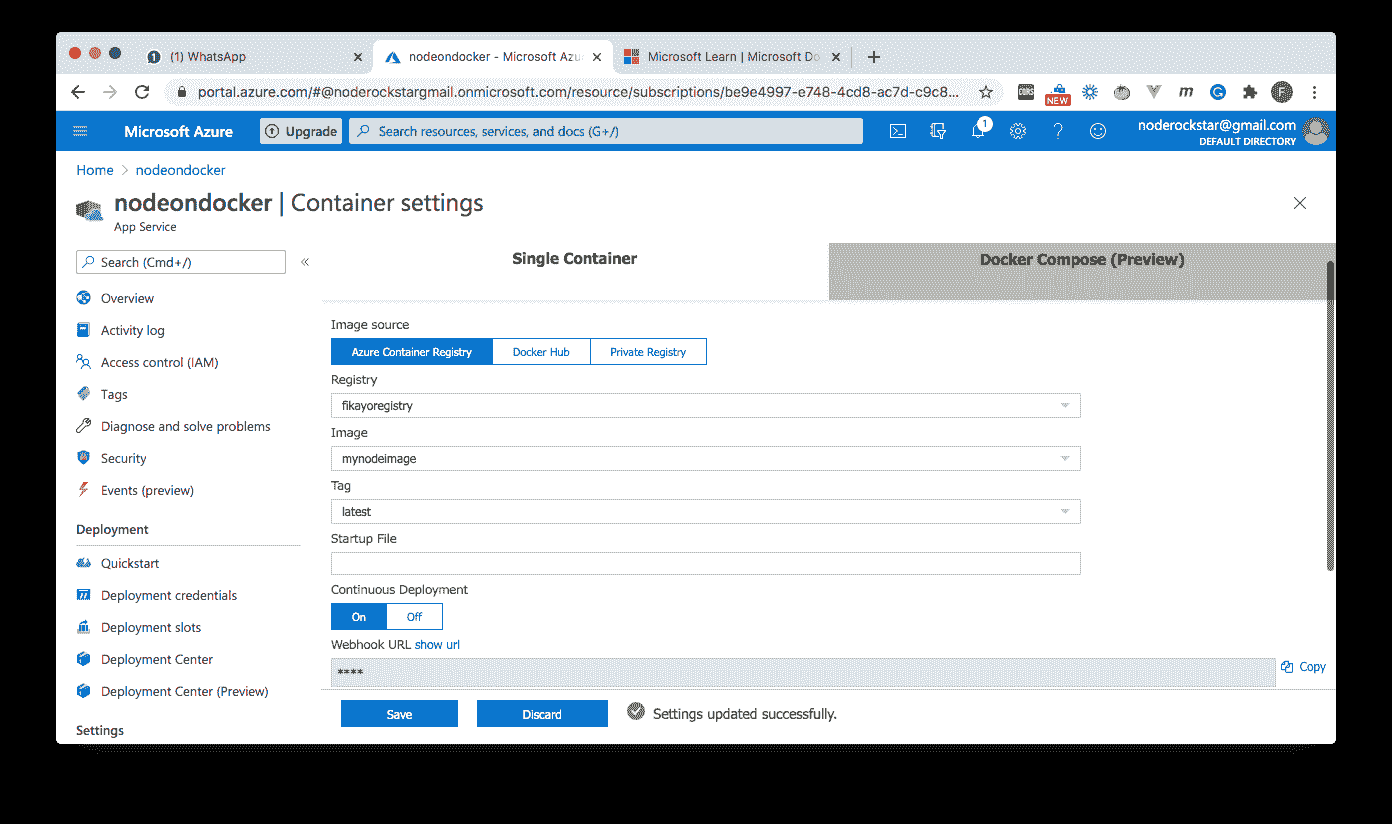 (1) WhatsApp
nodeondocker - Microsoft Azu
Microsoft Learn | Microsoft Do
portal.azure.com/#@noderockstargmail.onmicrosoft.com/resource/subscriptions/be9e4997-e748-4cd8-ac7d-c9c8...
NEW
Microsoft Azure
Upgrade
Search resources, services, and docs (G+/)
1
noderockstar@gmail.com
DEFAULT DIRECTORY
Home > nodeondocker
nodeondocker | Container settings
App Service
Search (Cmd+/)
«
Overview
Activity log
Access control (IAM)
Tags
Diagnose and solve problems
Security
Events (preview)
Deployment
Quickstart
Deployment credentials
Deployment slots
Deployment Center
Deployment Center (Preview)
Settings
Single Container
Docker Compose (Preview)
Image source
Azure Container Registry
Docker Hub
Private Registry
Registry
fikayoregistry
Image
mynodeimage
Tag
latest
Startup File
Continuous Deployment
On
Off
Webhook URL show url
****
Copy
Save
Discard
Settings updated successfully.